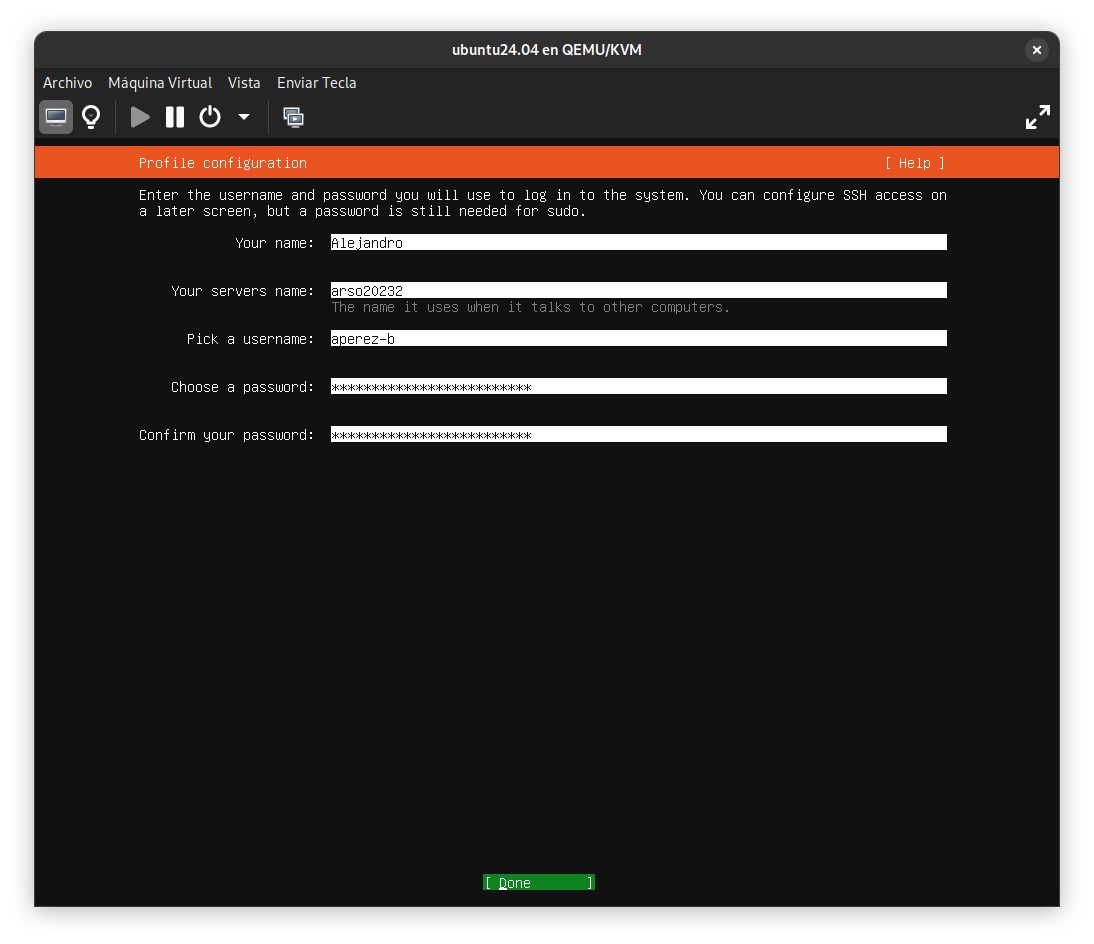 ubuntu24.04 en QEMU/KVM
Archivo Máquina Virtual Vista Enviar Tecla
Profile configuration [ Help ]
Enter the username and password you will use to log in to the system. You can configure SSH access on
a later screen, but a password is still needed for sudo.
Your name: Alejandro
Your servers name: arso20232
The name it uses when it talks to other computers.
Pick a username: aperez-b
Choose a password: *************************
Confirm your password: *************************
[ Done ]